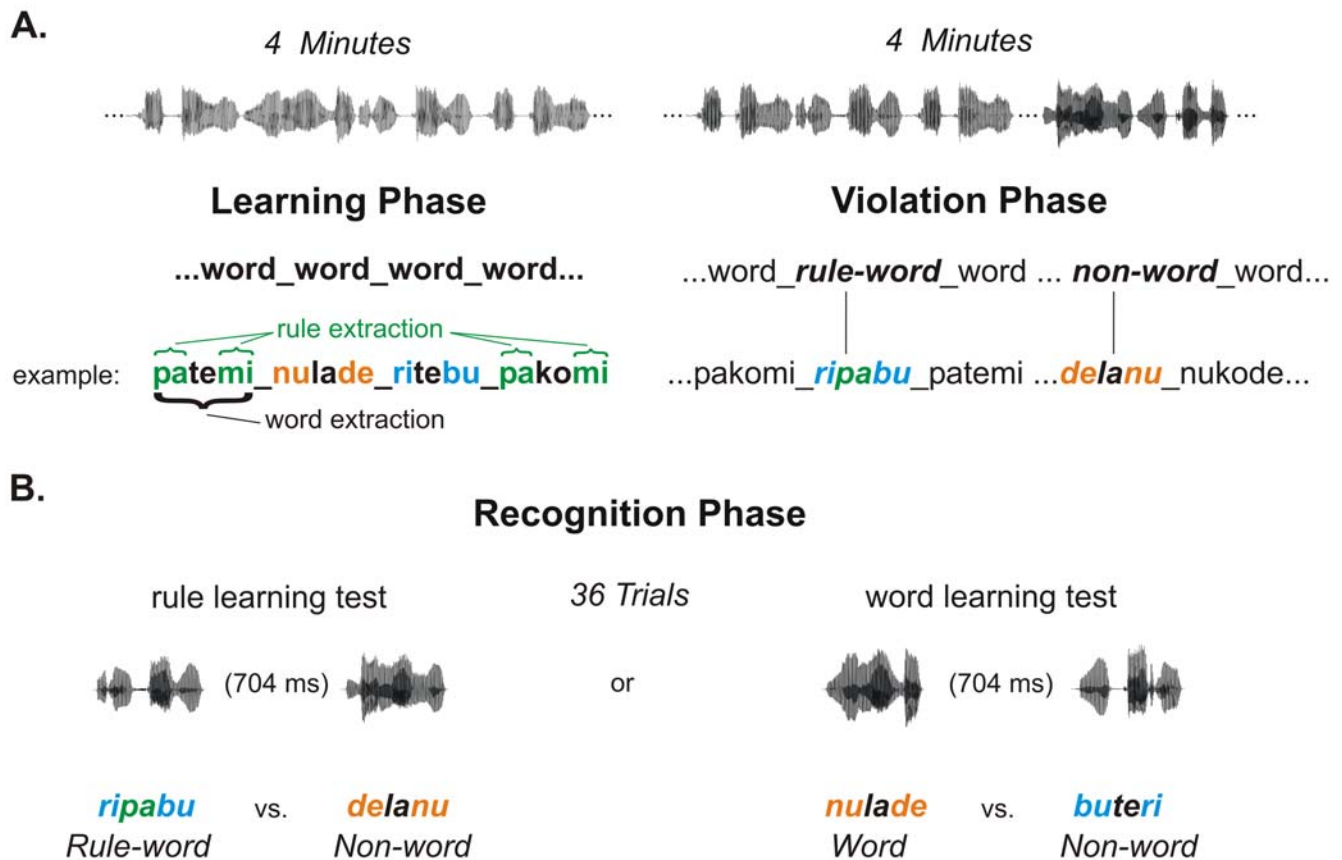 A.
4 Minutes
4 Minutes
... ...
... ... ...
Learning Phase
Violation Phase
...word_word_word_word...
...word_rule-word_word ... non-word_word...
rule extraction
example: patemi_nulade_ritebu_pakomi
...pakomi_ripabu_patemi ...delanu_nukode...
word extraction
B.
Recognition Phase
rule learning test
36 Trials
word learning test
(704 ms)
or
(704 ms)
ripabu vs. delanu
nulade vs. buteri
Rule-word Non-word
Word Non-word